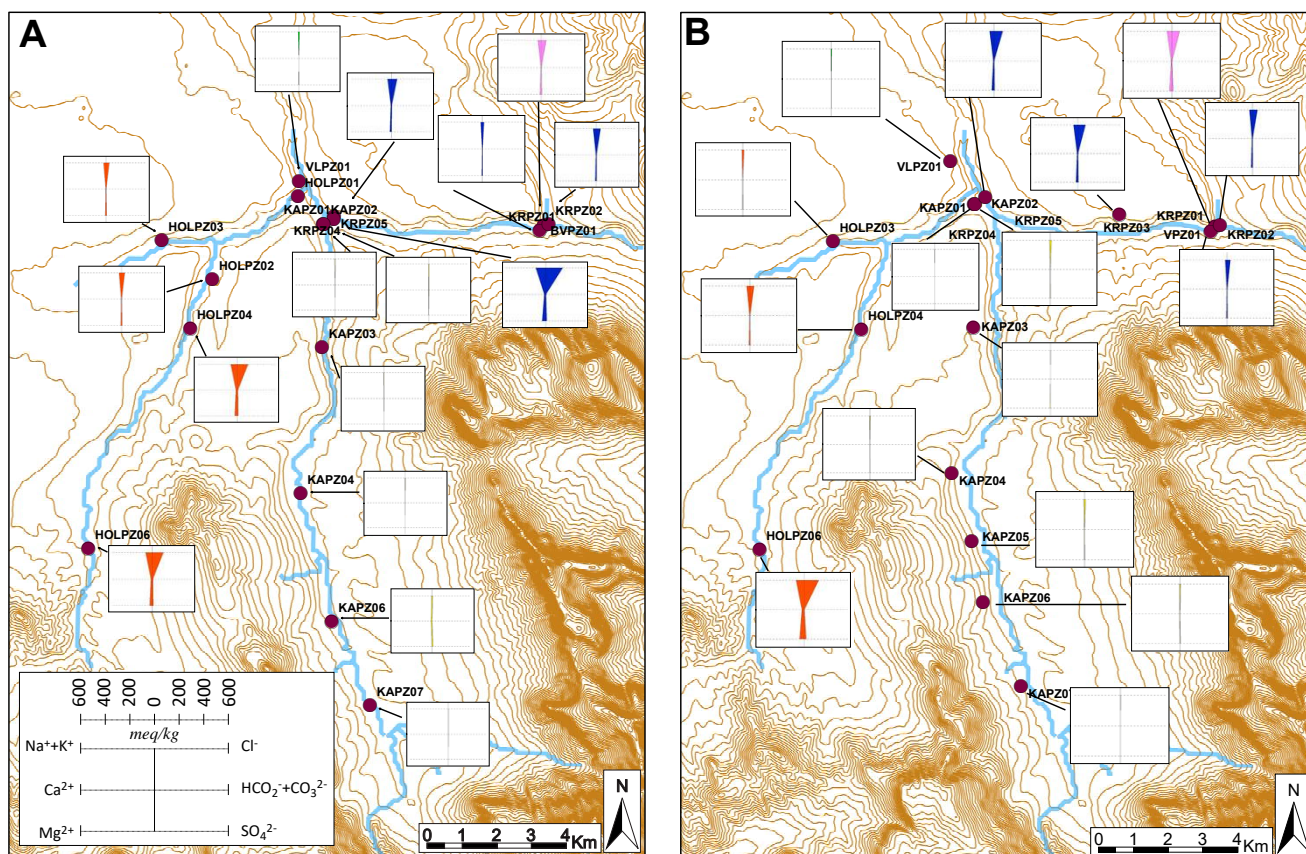 A
VLPZ01
HOLPZ01
HOLPZ03
KAPZ01
KAPZ02
KRPZ05
KRPZ04
KRPZ01
KRPZ02
BVPZ01
HOLPZ02
HOLPZ04
KAPZ03
KAPZ04
HOLPZ06
KAPZ06
KAPZ07
600
400
200
0
200
400
600
meq/kg
Na⁺+K⁺
Cl⁻
Ca²⁺
HCO₂⁻+CO₃²⁻
Mg²⁺
SO₄²⁻
0 1 2 3 4 Km
N
B
VLPZ01
KAPZ01
KAPZ02
HOLPZ03
KRPZ04
KRPZ05
KRPZ03
KRPZ01
VPZ01
KRPZ02
HOLPZ04
KAPZ03
KAPZ04
KAPZ05
HOLPZ06
KAPZ06
0 1 2 3 4 Km
N